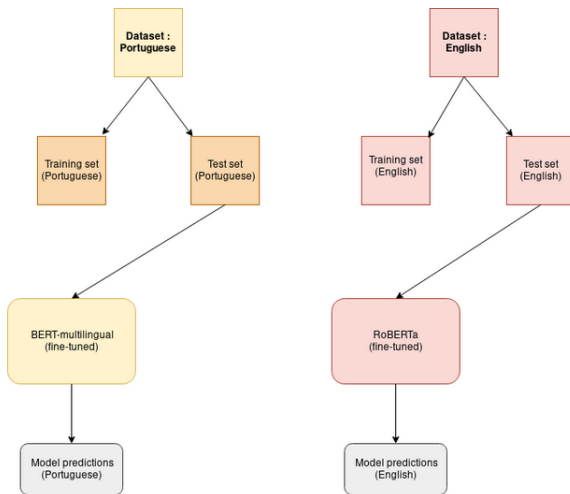 Dataset :
Portuguese
Dataset :
English
Training set
(Portuguese)
Test set
(Portuguese)
Training set
(English)
Test set
(English)
BERT-multilingual
(fine-tuned)
RoBERTa
(fine-tuned)
Model predictions
(Portuguese)
Model predictions
(English)